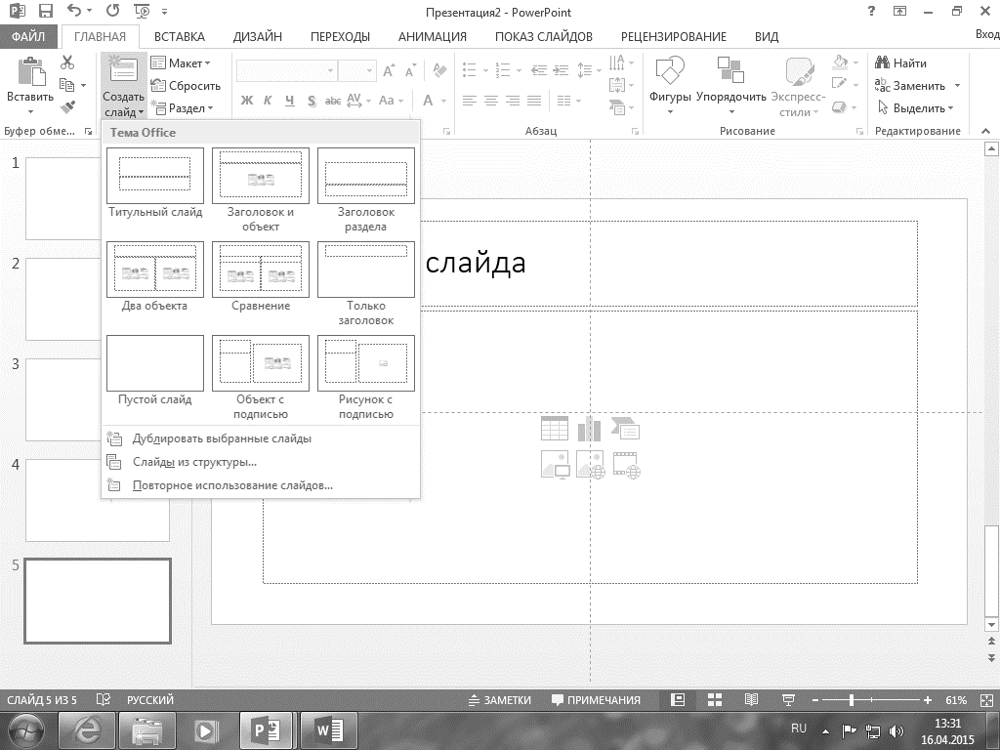 Презентация2 - PowerPoint
?
Вход
ФАЙЛ ГЛАВНАЯ ВСТАВКА ДИЗАЙН ПЕРЕХОДЫ АНИМАЦИЯ ПОКАЗ СЛАЙДОВ РЕЦЕНЗИРОВАНИЕ ВИД
Вставить
Буфер обме...
Создать
слайд
Макет
Сбросить
Раздел
Ж К Ч S abc AV Aa A
A A
Абзац
Фигуры Упорядочить Экспресс-
стили
Рисование
Найти
Заменить
Выделить
Редактирование
Тема Office
Титульный слайд
Заголовок и
объект
Заголовок
раздела
Два объекта
Сравнение
Только
заголовок
Пустой слайд
Объект с
подписью
Рисунок с
подписью
Дублировать выбранные слайды
Слайды из структуры...
Повторное использование слайдов...
1
2
3
4
5
слайда
СЛАЙД 5 ИЗ 5 РУССКИЙ ЗАМЕТКИ ПРИМЕЧАНИЯ 61%
RU
13:31
16.04.2015